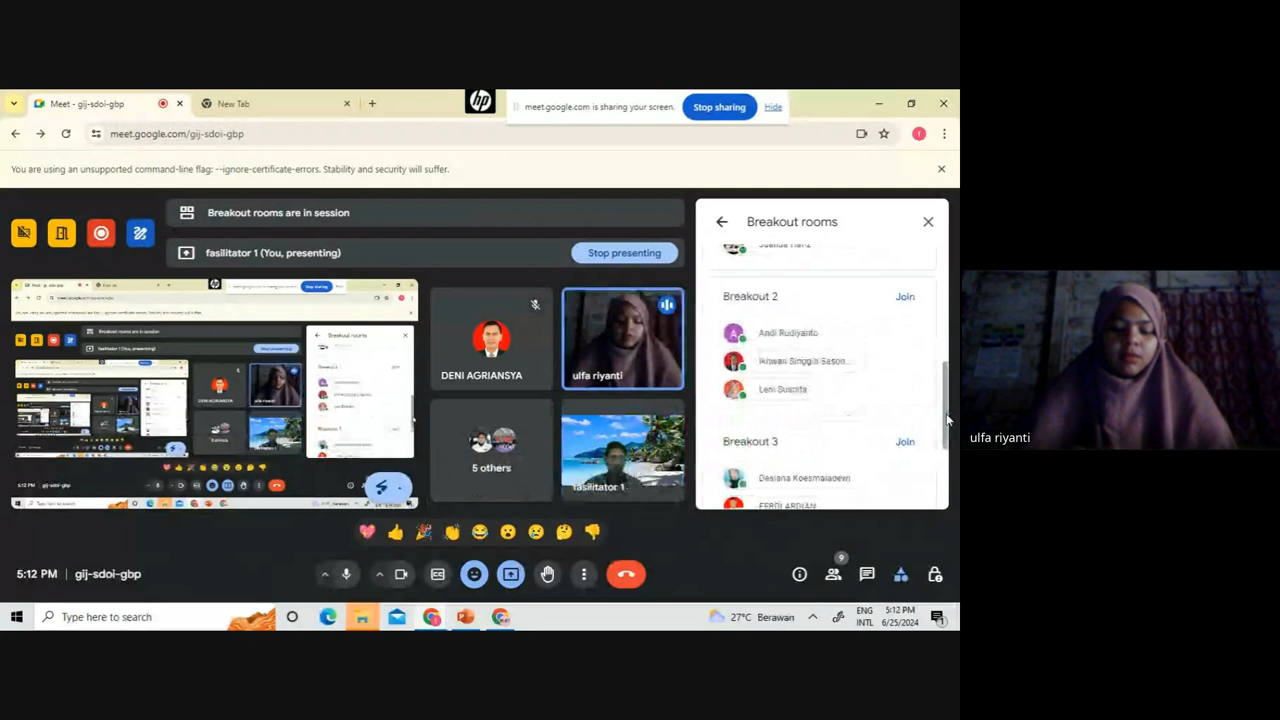 Meet - gij-sdoi-gbp
New Tab
hp
meet.google.com is sharing your screen.
Stop sharing
Hide
meet.google.com/gij-sdoi-gbp
You are using an unsupported command-line flag: --ignore-certificate-errors. Stability and security will suffer.
Breakout rooms are in session
Breakout rooms
fasilitator 1 (You, presenting)
Stop presenting
Breakout 2
Join
Andi Rudiyanto
Leni Susnita
DENI AGRIANSYA
ulfa riyanti
Breakout 3
Join
5 others
fasilitator 1
FERDI ARDIAN
ulfa riyanti
5:12 PM
gij-sdoi-gbp
9
Type here to search
27°C Berawan
ENG
INTL
5:12 PM
6/25/2024
1